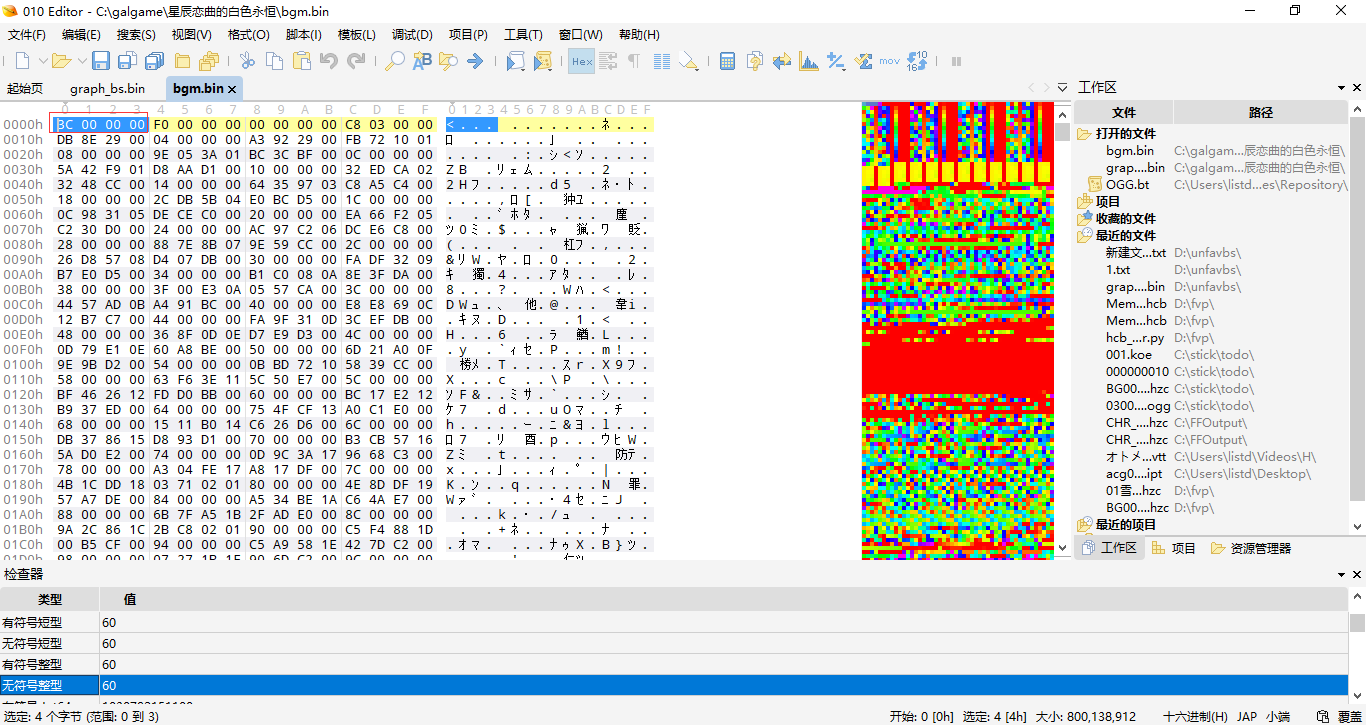 010 Editor - C:\galgame\星辰恋曲的白色永恒\bgm.bin
文件(F) 编辑(E) 搜索(S) 视图(V) 格式(O) 脚本(I) 模板(L) 调试(D) 项目(P) 工具(T) 窗口(W) 帮助(H)
起始页 graph_bs.bin bgm.bin
0 1 2 3 4 5 6 7 8 9 A B C D E F 0 1 2 3 4 5 6 7 8 9 A B C D E F
0000h 3C 00 00 00 F0 00 00 00 00 00 00 00 C8 03 00 00
0010h DB 8E 29 00 04 00 00 00 A3 92 29 00 FB 72 10 01
0020h 08 00 00 00 9E 05 3A 01 BC 3C BF 00 0C 00 00 00
0030h 5A 42 F9 01 D8 AA D1 00 10 00 00 00 32 ED CA 02
0040h 32 48 CC 00 14 00 00 00 64 35 97 03 C8 A5 C4 00
0050h 18 00 00 00 2C DB 5B 04 E0 BC D5 00 1C 00 00 00
0060h 0C 98 31 05 DE CE C0 00 20 00 00 00 EA 66 F2 05
0070h C2 30 D0 00 24 00 00 00 AC 97 C2 06 DC E6 C8 00
0080h 28 00 00 00 88 7E 8B 07 9E 59 CC 00 2C 00 00 00
0090h 26 D8 57 08 D4 07 DB 00 30 00 00 00 FA DF 32 09
00A0h B7 E0 D5 00 34 00 00 00 B1 C0 08 0A 8E 3F DA 00
00B0h 38 00 00 00 3F 00 E3 0A 05 57 CA 00 3C 00 00 00
00C0h 44 57 AD 0B A4 91 BC 00 40 00 00 00 E8 E8 69 0C
00D0h 12 B7 C7 00 44 00 00 00 FA 9F 31 0D 3C EF DB 00
00E0h 48 00 00 00 36 8F 0D 0E D7 E9 D3 00 4C 00 00 00
00F0h 0D 79 E1 0E 60 A8 BE 00 50 00 00 00 6D 21 A0 0F
0100h 9E 9B D2 00 54 00 00 00 0B BD 72 10 58 39 CC 00
0110h 58 00 00 00 63 F6 3E 11 5C 50 E7 00 5C 00 00 00
0120h BF 46 26 12 FD D0 BB 00 60 00 00 00 BC 17 E2 12
0130h B9 37 ED 00 64 00 00 00 75 4F CF 13 A0 C1 E0 00
0140h 68 00 00 00 15 11 B0 14 C6 26 D6 00 6C 00 00 00
0150h DB 37 86 15 D8 93 D1 00 70 00 00 00 B3 CB 57 16
0160h 5A D0 E2 00 74 00 00 00 0D 9C 3A 17 96 68 C3 00
0170h 78 00 00 00 A3 04 FE 17 A8 17 DF 00 7C 00 00 00
0180h 4B 1C DD 18 03 71 02 01 80 00 00 00 4E 8D DF 19
0190h 57 A7 DE 00 84 00 00 00 A5 34 BE 1A C6 4A E7 00
01A0h 88 00 00 00 6B 7F A5 1B 2F AD E0 00 8C 00 00 00
01B0h 9A 2C 86 1C 2B C8 02 01 90 00 00 00 C5 F4 88 1D
01C0h 00 B5 CF 00 94 00 00 00 C5 A9 58 1E 42 7D C2 00
工作区
文件 路径
打开的文件
bgm.bin C:\galgam...辰恋曲的白色永恒\
grap....bin C:\galgam...辰恋曲的白色永恒\
OGG.bt C:\Users\listd...es\Repository\
项目
收藏的文件
最近的文件
新建文...txt D:\unfavbs\
1.txt D:\unfavbs\
grap....bin D:\unfavbs\
Mem...hcb D:\fvp\
Mem...hcb D:\fvp\
hcb_...r.py D:\fvp\
001.koe C:\stick\todo\
000000010 C:\stick\todo\
BG00...hzc C:\stick\todo\
0300....ogg C:\stick\todo\
CHR_....hzc C:\FFOutput\
CHR_....hzc C:\FFOutput\
オトメ...vtt C:\Users\listd\Videos\H\
acg0...ipt C:\Users\listd\Desktop\
01雪...hzc D:\fvp\
BG00...hzc D:\fvp\
最近的项目
工作区 项目 资源管理器
检查器
类型 值
有符号短型 60
无符号短型 60
有符号整型 60
无符号整型 60
选定: 4 个字节 (范围: 0 到 3) 开始: 0 [0h] 选定: 4 [4h] 大小: 800,138,912 十六进制(H) JAP 小端 覆盖